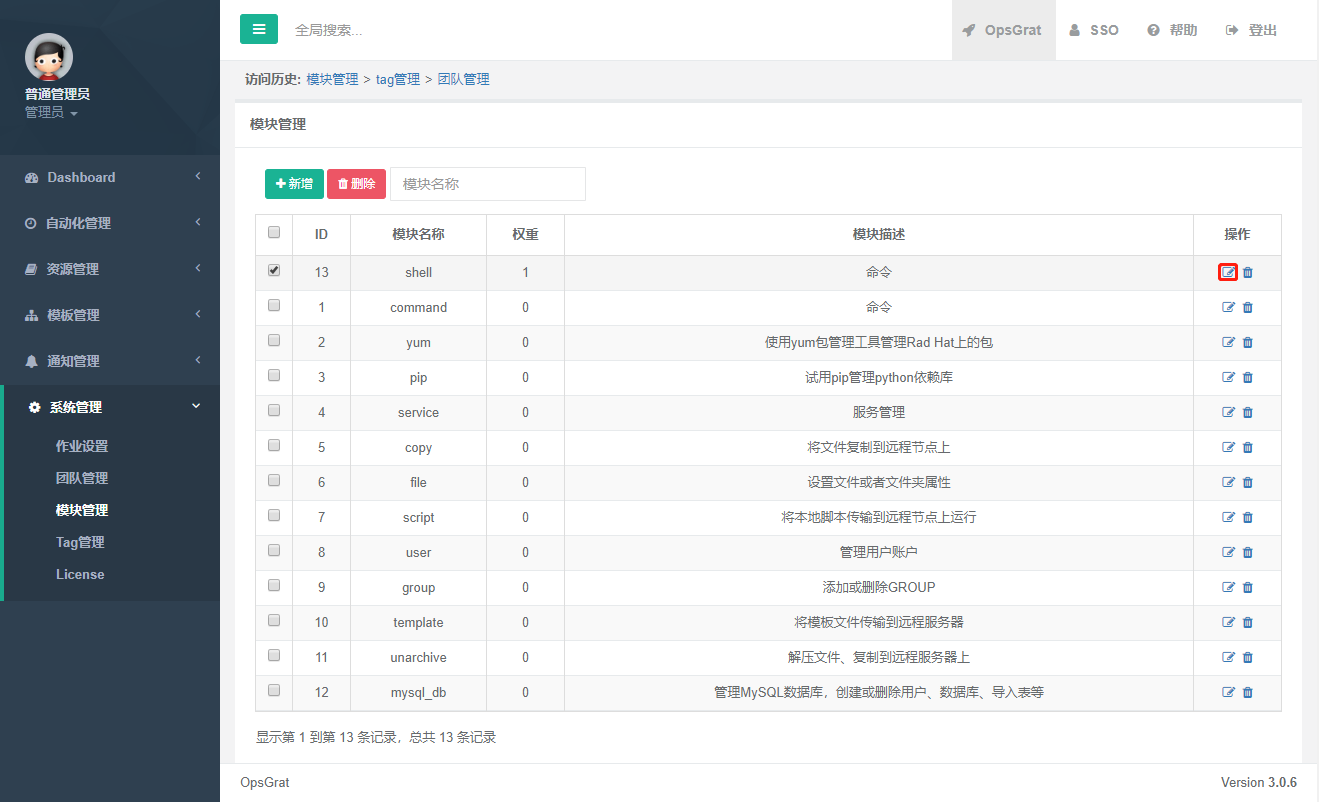 普通管理员
管理员
Dashboard
自动化管理
资源管理
模板管理
通知管理
系统管理
作业设置
团队管理
模块管理
Tag管理
License
全局搜索...
OpsGrat
SSO
帮助
登出
访问历史: 模块管理 > tag管理 > 团队管理
模块管理
新增 删除 模块名称
ID 模块名称 权重 模块描述 操作
13 shell 1 命令
1 command 0 命令
2 yum 0 使用yum包管理工具管理Rad Hat上的包
3 pip 0 试用pip管理python依赖库
4 service 0 服务管理
5 copy 0 将文件复制到远程节点上
6 file 0 设置文件或者文件夹属性
7 script 0 将本地脚本传输到远程节点上运行
8 user 0 管理用户账户
9 group 0 添加或删除GROUP
10 template 0 将模板文件传输到远程服务器
11 unarchive 0 解压文件、复制到远程服务器上
12 mysql_db 0 管理MySQL数据库，创建或删除用户、数据库、导入表等
显示第 1 到第 13 条记录，总共 13 条记录
OpsGrat
Version 3.0.6